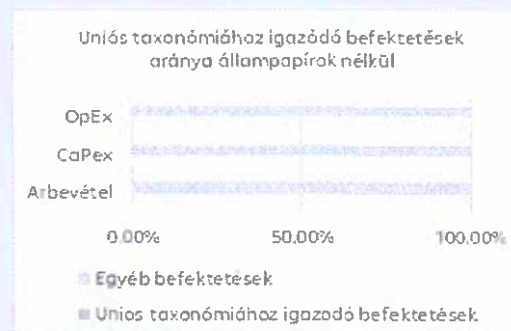 Uniós taxonómiához igazódó befektetések
aránya állampapírok nélkül
OpEx
CaPex
Árbevétel
0,00%
50,00%
100,00%
Egyéb befektetések
Uniós taxonómiához igazodó befektetések